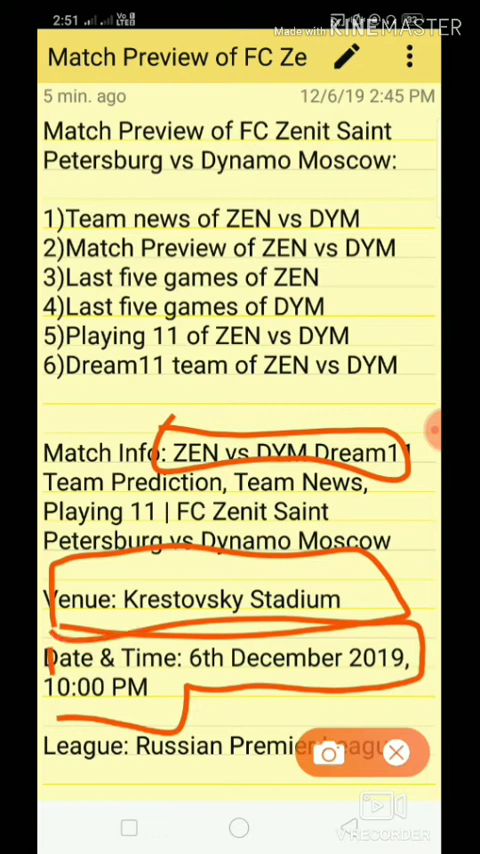 2:51 Vo LTE
Made with KINEMASTER
Match Preview of FC Ze
5 min. ago 12/6/19 2:45 PM
Match Preview of FC Zenit Saint
Petersburg vs Dynamo Moscow:
1)Team news of ZEN vs DYM
2)Match Preview of ZEN vs DYM
3)Last five games of ZEN
4)Last five games of DYM
5)Playing 11 of ZEN vs DYM
6)Dream11 team of ZEN vs DYM
Match Info: ZEN vs DYM Dream11
Team Prediction, Team News,
Playing 11 | FC Zenit Saint
Petersburg vs Dynamo Moscow
Venue: Krestovsky Stadium
Date & Time: 6th December 2019,
10:00 PM
League: Russian Premier League
V RECORDER